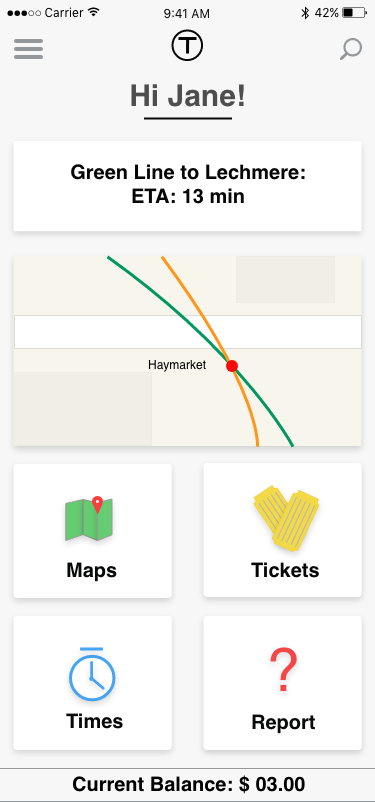 Carrier 9:41 AM 42%
T
Hi Jane!
Green Line to Lechmere:
ETA: 13 min
Haymarket
Maps Tickets
?
Times Report
Current Balance: $ 03.00